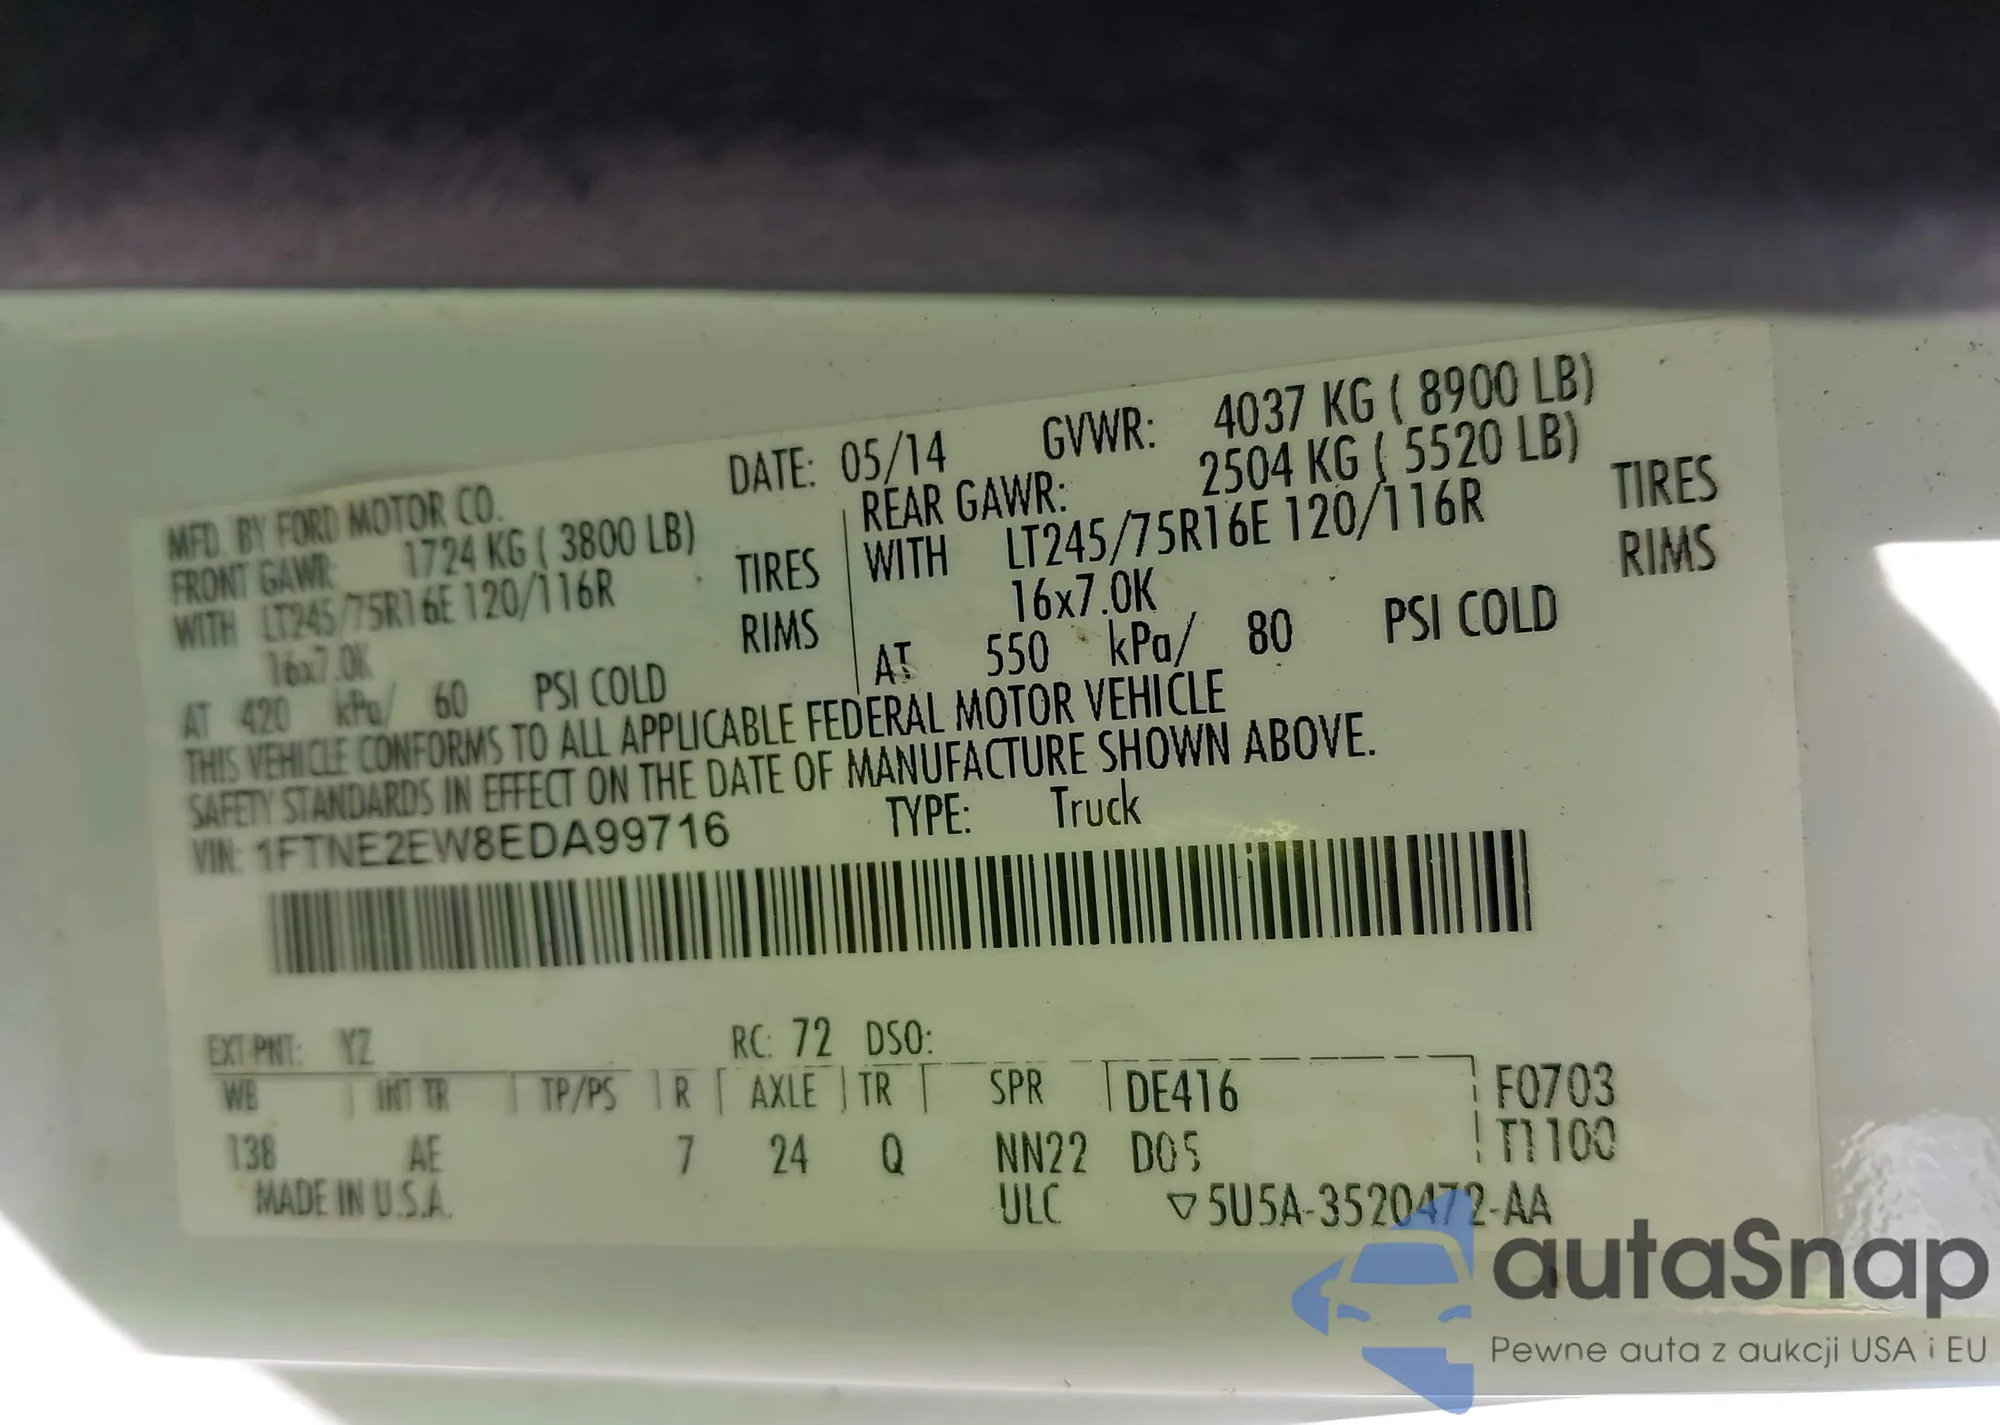 MFD. BY FORD MOTOR CO. DATE: 05/14 GVWR: 4037 KG ( 8900 LB)
FRONT GAWR: 1724 KG ( 3800 LB)
WITH LT245/75R16E 120/116R TIRES
16x7.0K RIMS
AT 420 kPa/ 60 PSI COLD
REAR GAWR: 2504 KG ( 5520 LB)
WITH LT245/75R16E 120/116R TIRES
16x7.0K RIMS
AT 550 kPa/ 80 PSI COLD
THIS VEHICLE CONFORMS TO ALL APPLICABLE FEDERAL MOTOR VEHICLE
SAFETY STANDARDS IN EFFECT ON THE DATE OF MANUFACTURE SHOWN ABOVE.
VIN: 1FTNE2EW8EDA99716 TYPE: Truck
EXT PNT: YZ RC: 72 DSO:
WB INT TR TP/PS R AXLE TR SPR DE416 F0703
138 AE 7 24 Q NN22 D05 T1100
MADE IN U.S.A. ULC ▽5U5A-3520472-AA
autaSnap
Pewne auta z aukcji USA i EU